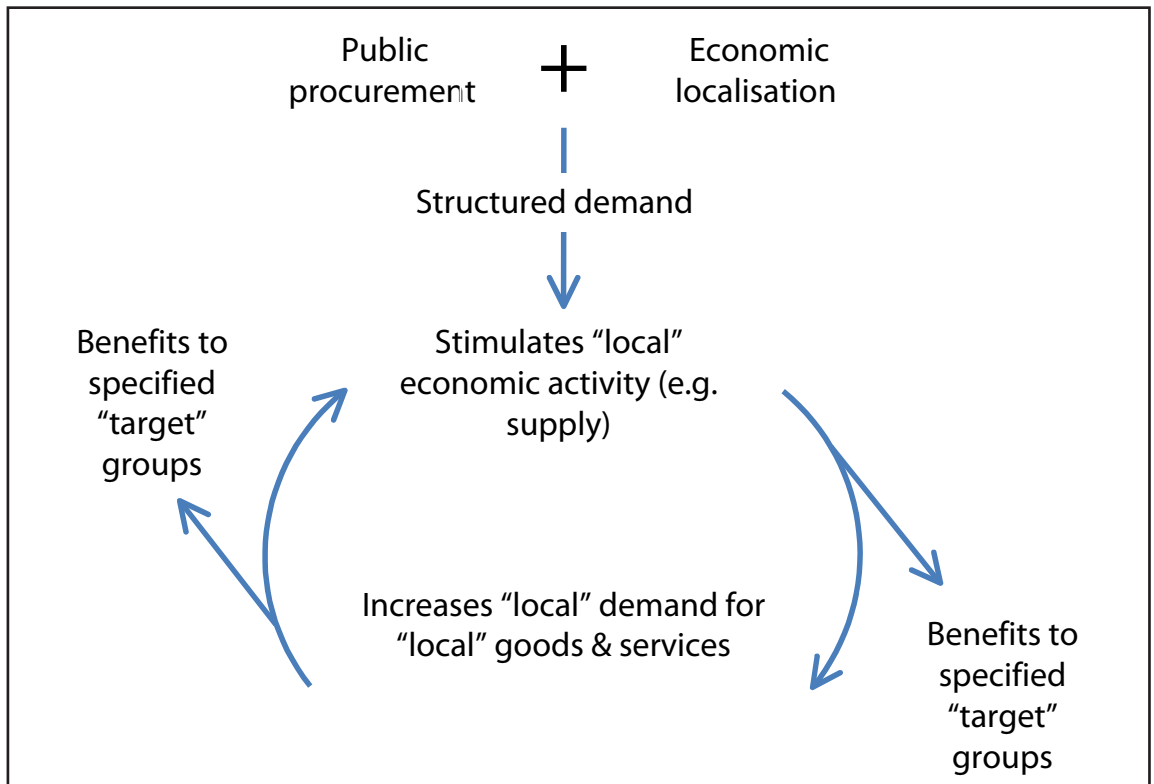 Public
procurement
+
Economic
localisation
Structured demand
Benefits to
specified
“target”
groups
Stimulates “local”
economic activity (e.g.
supply)
Increases “local” demand for
“local” goods & services
Benefits to
specified
“target”
groups